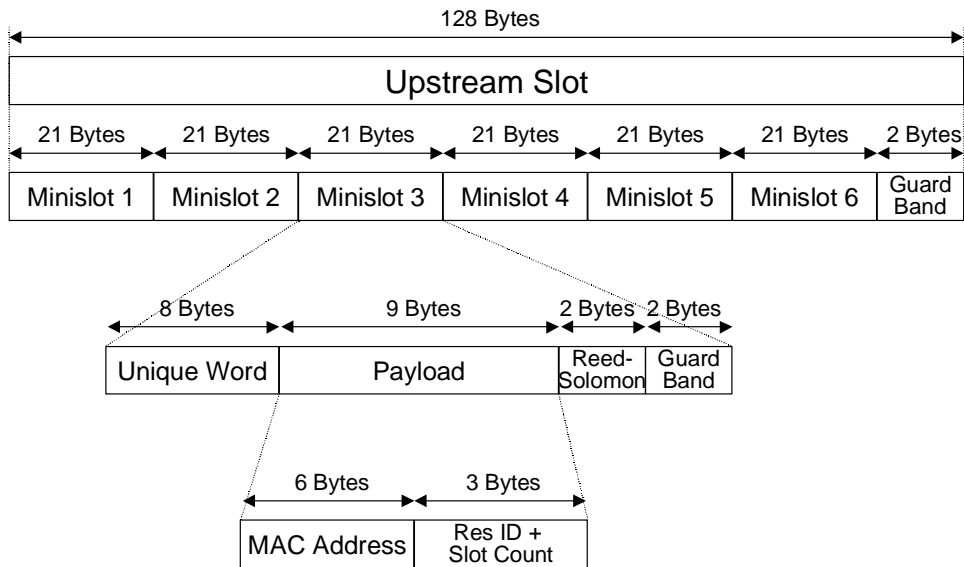 128 Bytes
Upstream Slot
21 Bytes 21 Bytes 21 Bytes 21 Bytes 21 Bytes 21 Bytes 2 Bytes
Minislot 1 Minislot 2 Minislot 3 Minislot 4 Minislot 5 Minislot 6 Guard Band
8 Bytes 9 Bytes 2 Bytes 2 Bytes
Unique Word Payload Reed-Solomon Guard Band
6 Bytes 3 Bytes
MAC Address Res ID + Slot Count